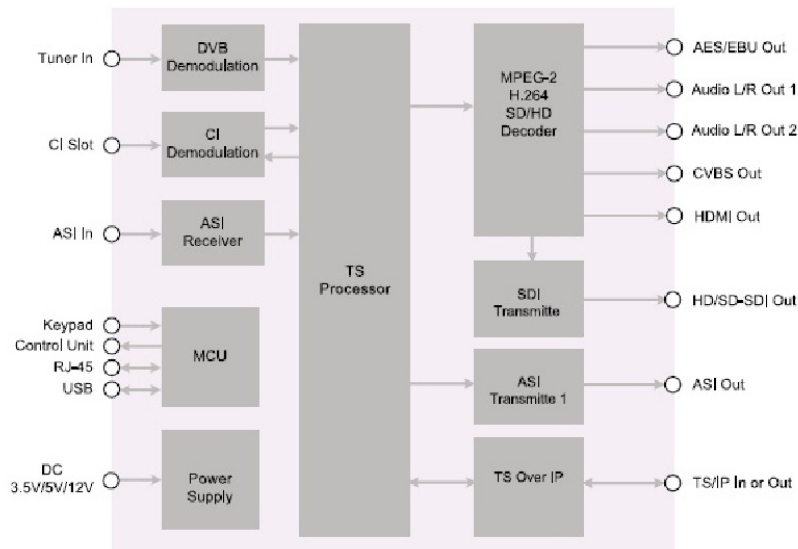 Tuner In
DVB
Demodulation
CI Slot
CI
Demodulation
ASI In
ASI
Receiver
Keypad
Control Unit
RJ-45
USB
MCU
DC
3.5V/5V/12V
Power
Supply
TS
Processor
MPEG-2
H.264
SD/HD
Decoder
SDI
Transmitte
ASI
Transmitte 1
TS Over IP
AES/EBU Out
Audio L/R Out 1
Audio L/R Out 2
CVBS Out
HDMI Out
HD/SD-SDI Out
ASI Out
TS/IP In or Out